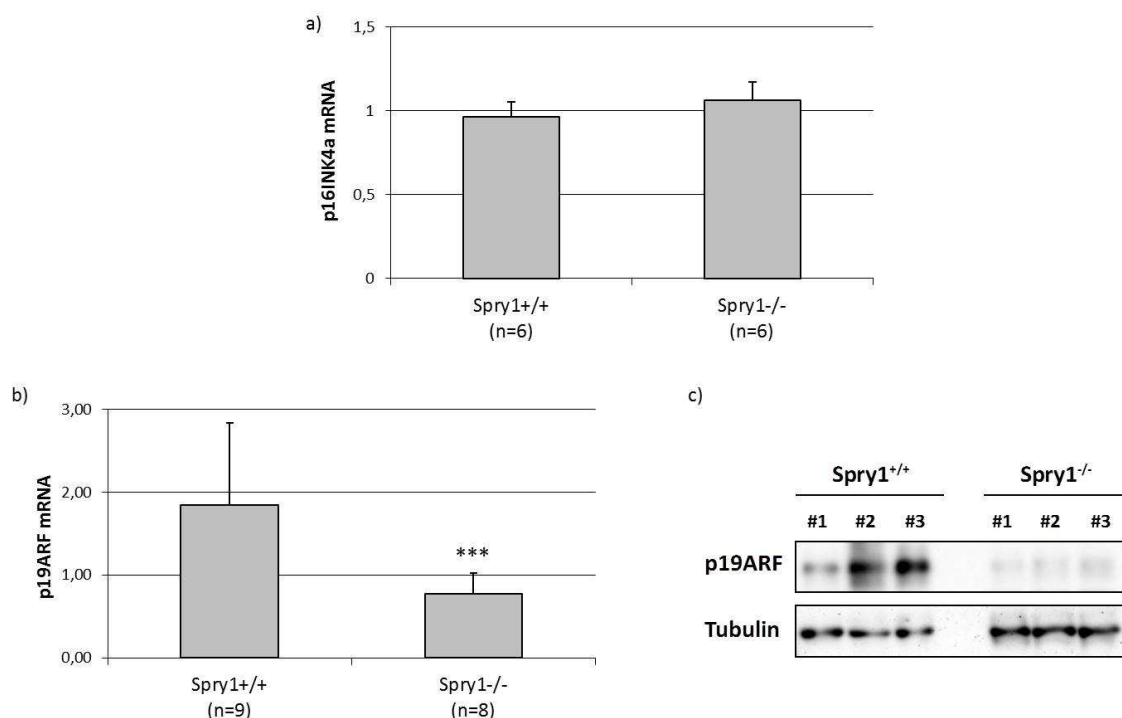 a)
1,5
1
0,5
0
p16INK4a mRNA
Spry1+/+
(n=6)
Spry1-/-
(n=6)
b)
3,00
2,00
1,00
0,00
p19ARF mRNA
***
Spry1+/+
(n=9)
Spry1-/-
(n=8)
c)
Spry1+/+ Spry1-/-
#1 #2 #3 #1 #2 #3
p19ARF
Tubulin